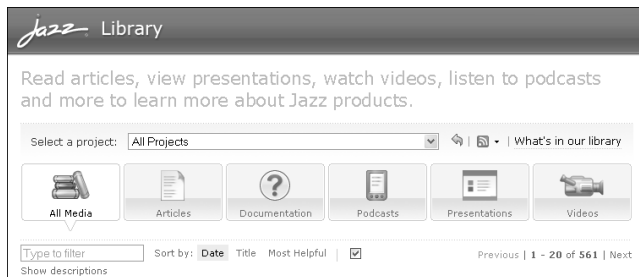 jazz Library
Read articles, view presentations, watch videos, listen to podcasts
and more to learn more about Jazz products.
Select a project: All Projects | | What's in our library
All Media Articles Documentation Podcasts Presentations Videos
Type to filter Sort by: Date Title Most Helpful | Previous | 1 - 20 of 561 | Next
Show descriptions